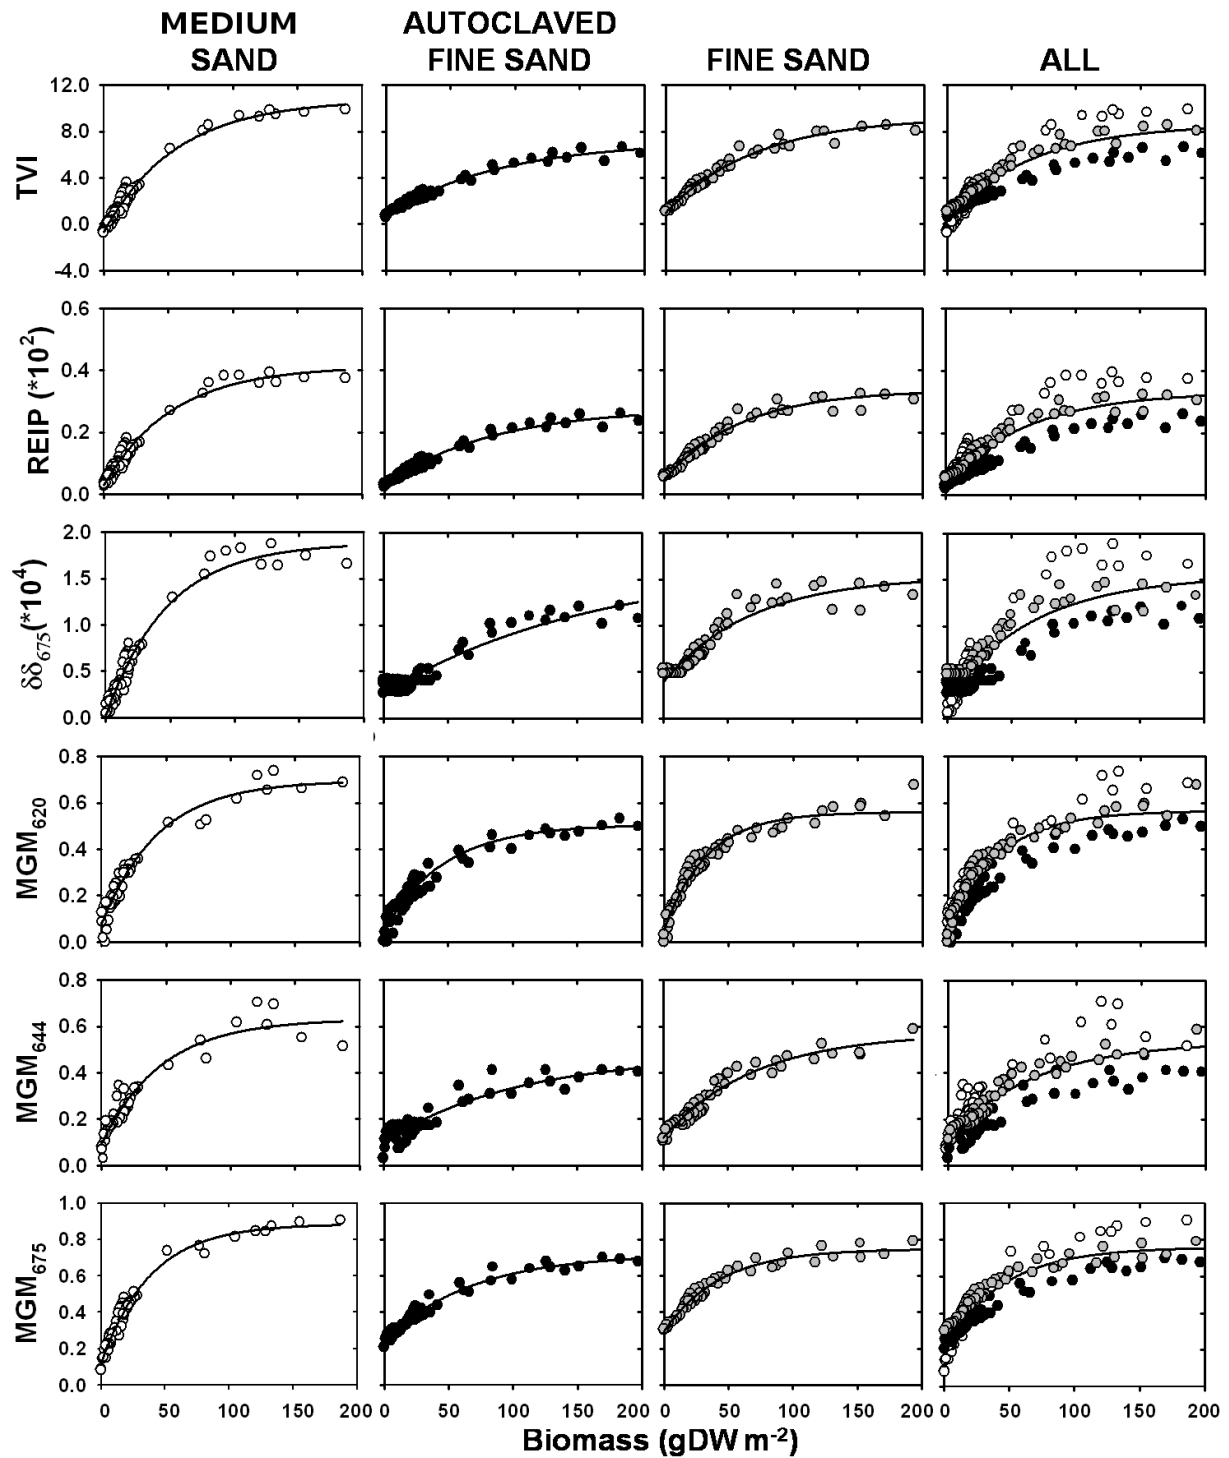 MEDIUM SAND
AUTOCLAVED FINE SAND
FINE SAND
ALL
TVI
12.0
8.0
4.0
0.0
-4.0
REIP (*10²)
0.6
0.4
0.2
0.0
δδ₆₇₅(*10⁴)
2.0
1.5
1.0
0.5
0.0
MGM₆₂₀
0.8
0.6
0.4
0.2
0.0
MGM₆₄₄
0.8
0.6
0.4
0.2
0.0
MGM₆₇₅
1.0
0.8
0.6
0.4
0.2
0.0
0 50 100 150 200
0 50 100 150 200
0 50 100 150 200
0 50 100 150 200
Biomass (gDW m⁻²)